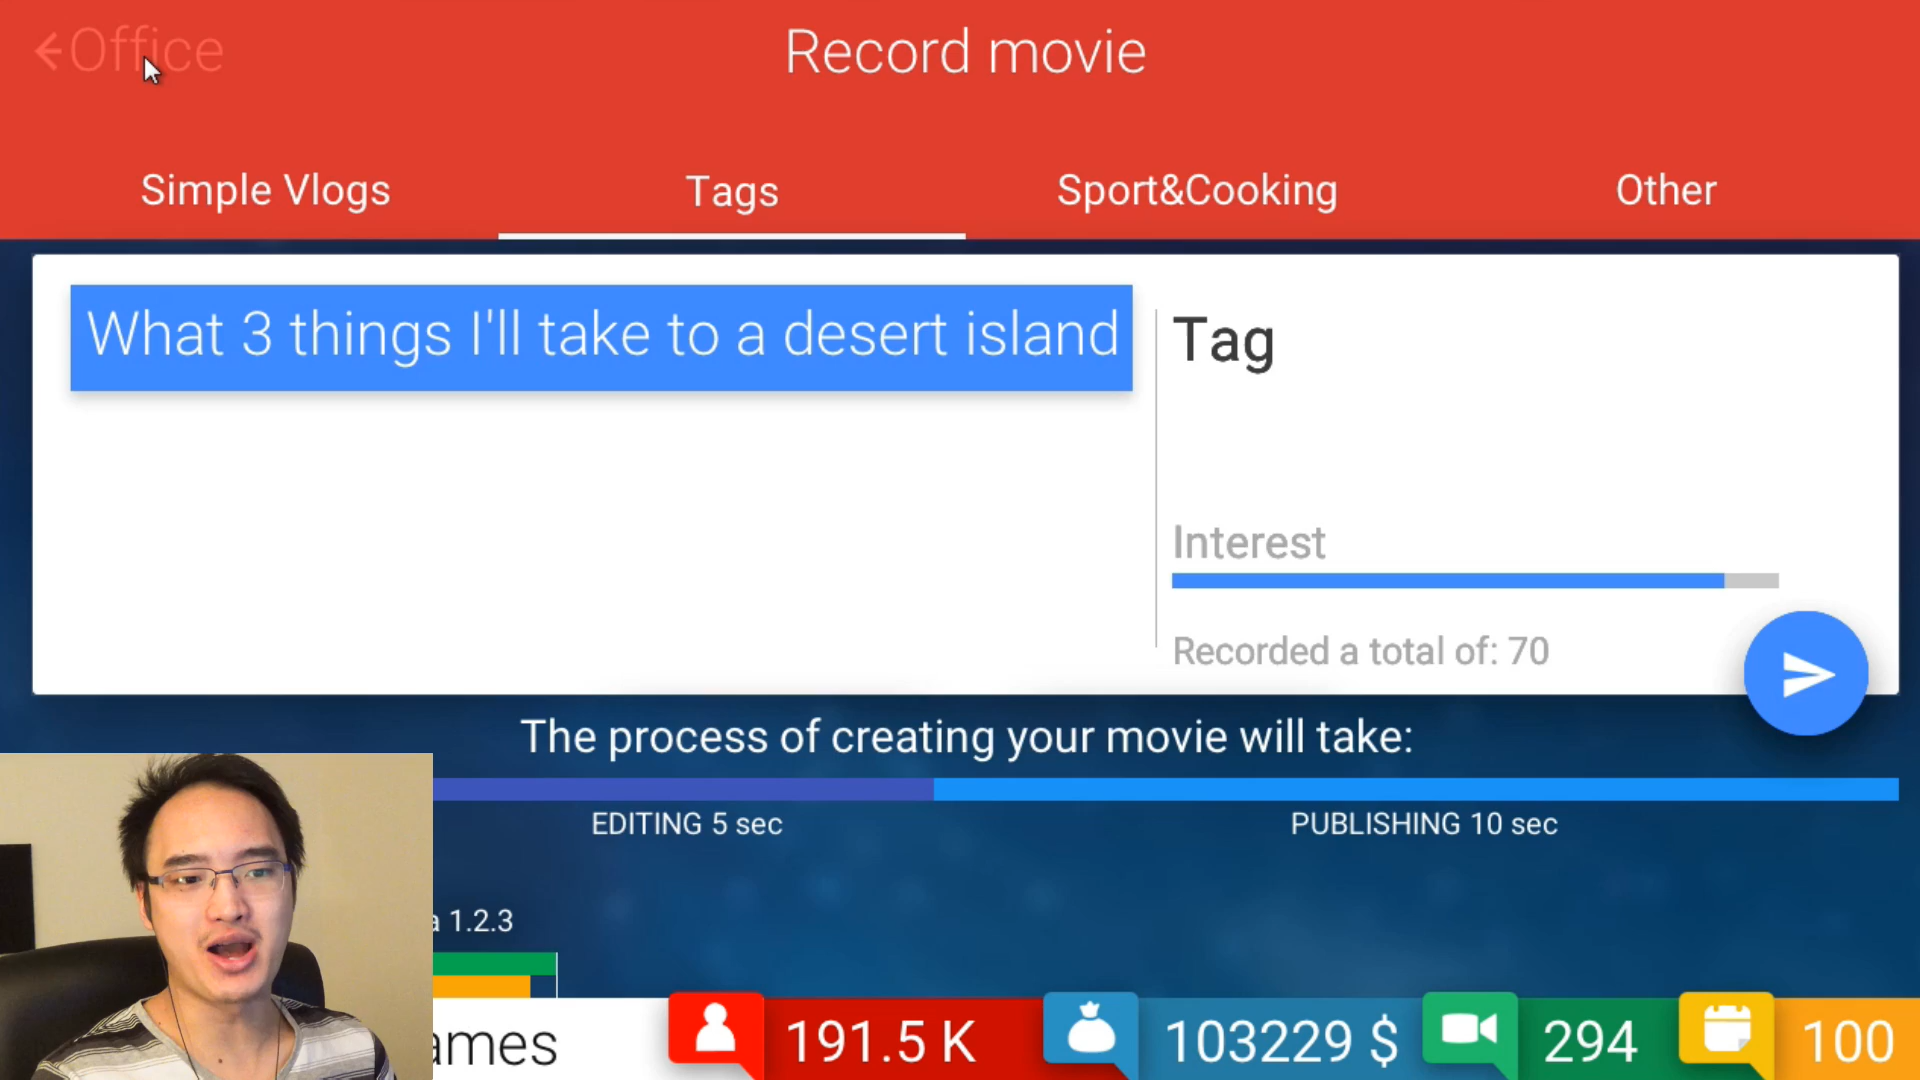 Office
Record movie
Simple Vlogs
Tags
Sport&Cooking
Other
What 3 things I'll take to a desert island
Tag
Interest
Recorded a total of: 70
The process of creating your movie will take:
EDITING 5 sec
PUBLISHING 10 sec
1.2.3
191.5 K
103229 $
294
100